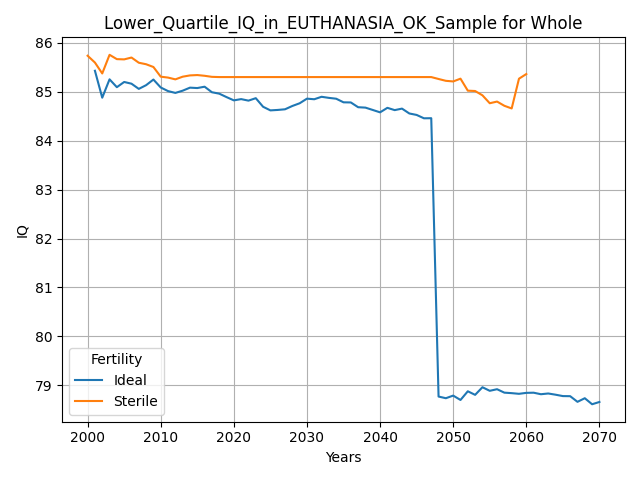 Lower_Quartile_IQ_in_EUTHANASIA_OK_Sample for Whole
86
85
84
83
82
81
80
79
IQ
Fertility
Ideal
Sterile
2000 2010 2020 2030 2040 2050 2060 2070
Years